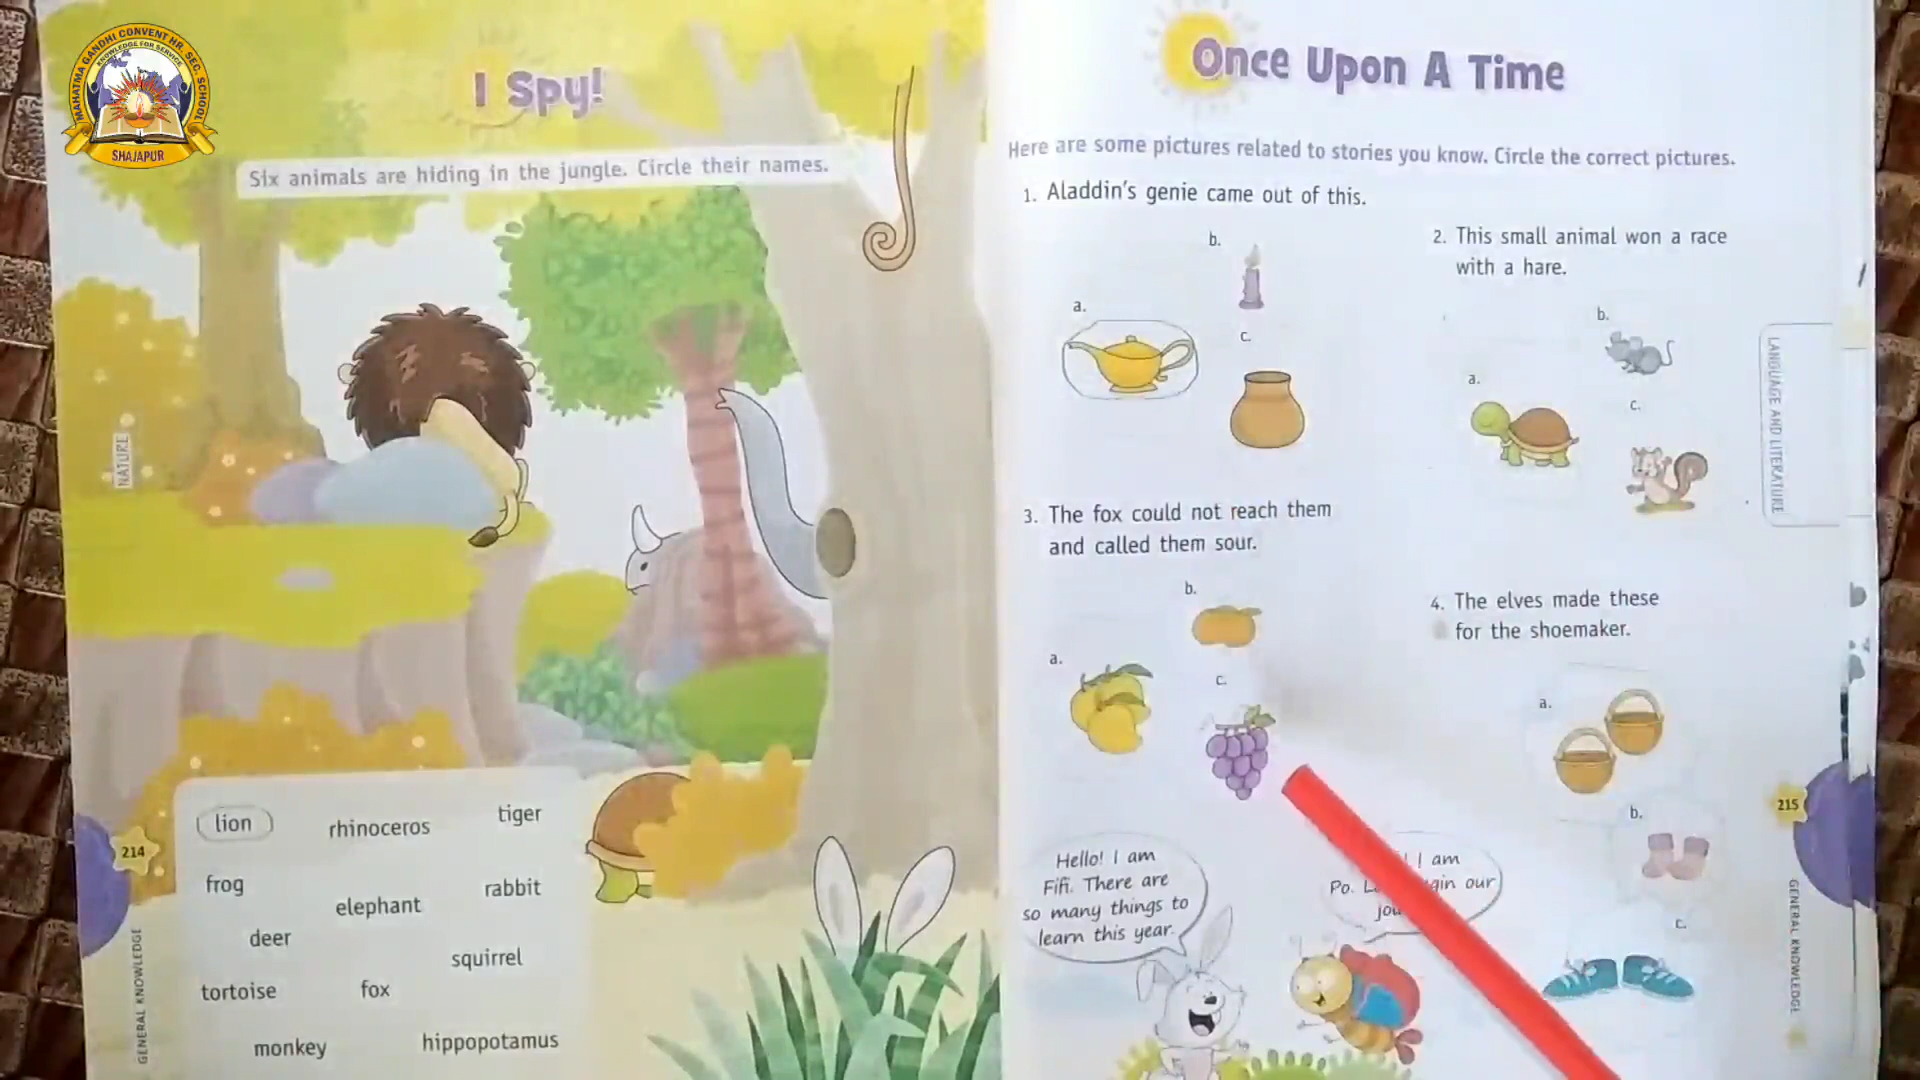 MAHATMA GANDHI CONVENT HR. SEC. SCHOOL
KNOWLEDGE FOR SERVICE
SHAJAPUR
I Spy!
Six animals are hiding in the jungle. Circle their names.
NATURE
lion
rhinoceros
tiger
frog
elephant
rabbit
deer
squirrel
tortoise
fox
monkey
hippopotamus
214
GENERAL KNOWLEDGE
Once Upon A Time
Here are some pictures related to stories you know. Circle the correct pictures.
1. Aladdin's genie came out of this.
a.
b.
c.
2. This small animal won a race
with a hare.
a.
b.
c.
3. The fox could not reach them
and called them sour.
a.
b.
c.
4. The elves made these
for the shoemaker.
a.
b.
c.
Hello! I am
Fifi. There are
so many things to
learn this year.
I am
Po.
our
LANGUAGE AND LITERATURE
215
GENERAL KNOWLEDGE